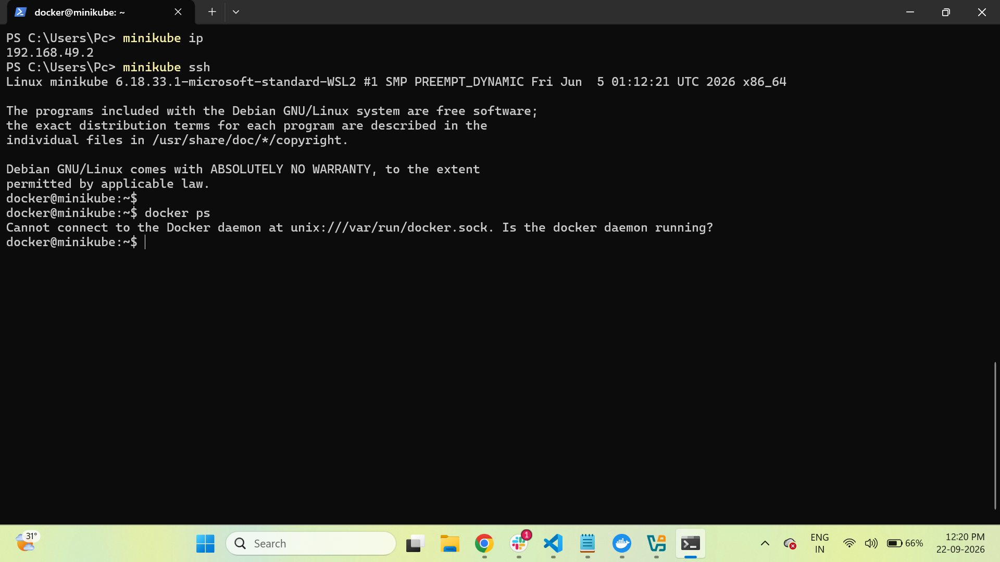 docker@minikube: ~
PS C:\Users\Pc> minikube ip
192.168.49.2
PS C:\Users\Pc> minikube ssh
Linux minikube 6.18.33.1-microsoft-standard-WSL2 #1 SMP PREEMPT_DYNAMIC Fri Jun  5 01:12:21 UTC 2026 x86_64
The programs included with the Debian GNU/Linux system are free software;
the exact distribution terms for each program are described in the
individual files in /usr/share/doc/*/copyright.
Debian GNU/Linux comes with ABSOLUTELY NO WARRANTY, to the extent
permitted by applicable law.
docker@minikube:~$
docker@minikube:~$ docker ps
Cannot connect to the Docker daemon at unix:///var/run/docker.sock. Is the docker daemon running?
docker@minikube:~$
31°
Search
1
ENG
IN
66%
12:20 PM
22-09-2026